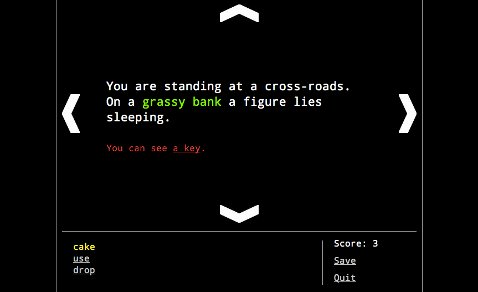 You are standing at a cross-roads.
On a grassy bank a figure lies
sleeping.
You can see a key.
cake
use
drop
Score: 3
Save
Quit